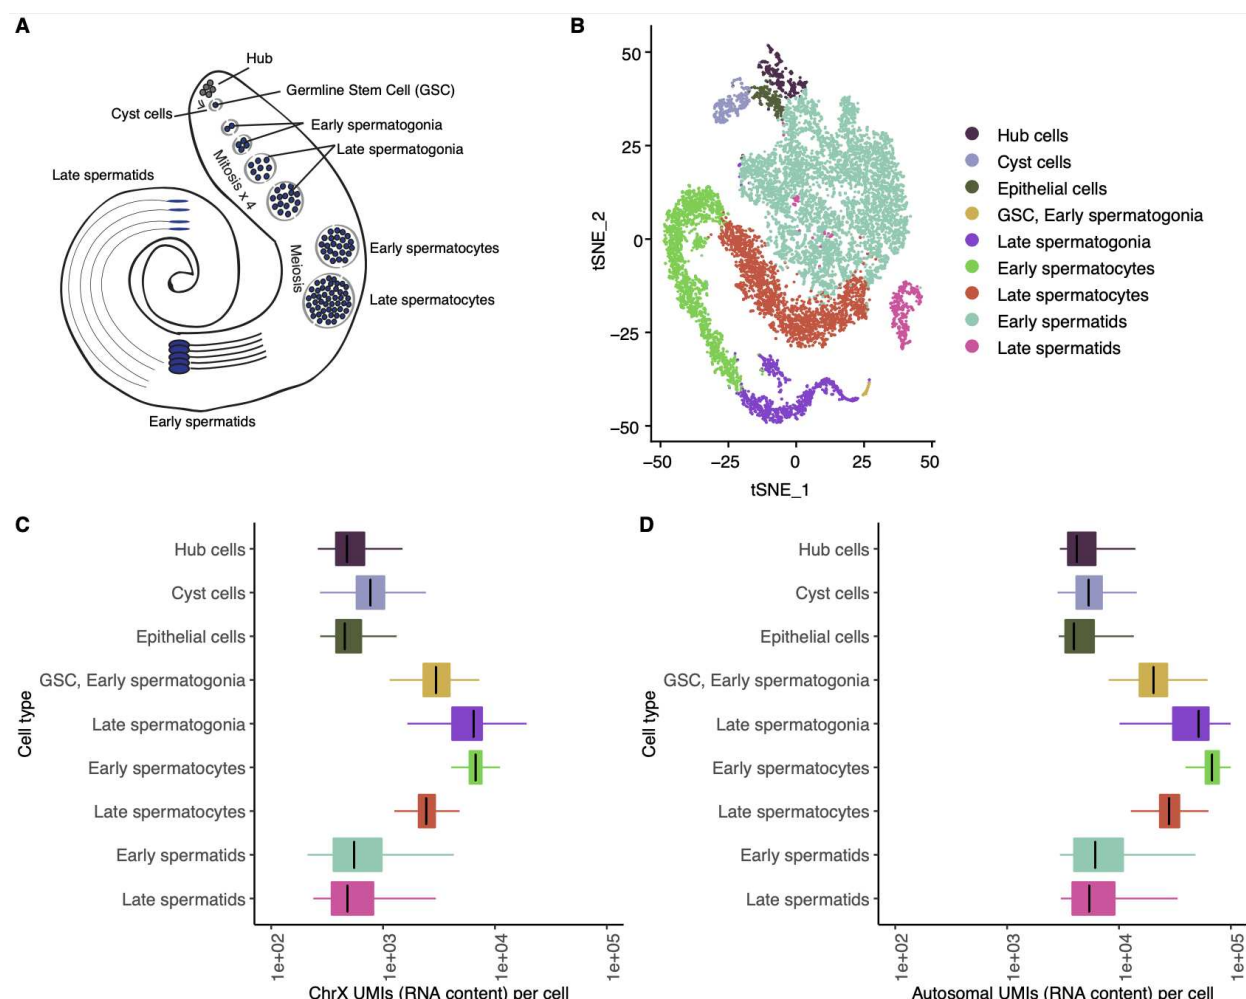 A
Hub
Germline Stem Cell (GSC)
Cyst cells
Early spermatogonia
Late spermatogonia
Mitosis x 4
Late spermatids
Early spermatocytes
Meiosis
Late spermatocytes
Early spermatids
B
50
25
0
−25
−50
tSNE_2
−50
−25
0
25
50
tSNE_1
Hub cells
Cyst cells
Epithelial cells
GSC, Early spermatogonia
Late spermatogonia
Early spermatocytes
Late spermatocytes
Early spermatids
Late spermatids
C
Cell type
Hub cells
Cyst cells
Epithelial cells
GSC, Early spermatogonia
Late spermatogonia
Early spermatocytes
Late spermatocytes
Early spermatids
Late spermatids
1e+02
1e+03
1e+04
1e+05
ChrX UMIs (RNA content) per cell
D
Cell type
Hub cells
Cyst cells
Epithelial cells
GSC, Early spermatogonia
Late spermatogonia
Early spermatocytes
Late spermatocytes
Early spermatids
Late spermatids
1e+02
1e+03
1e+04
1e+05
Autosomal UMIs (RNA content) per cell